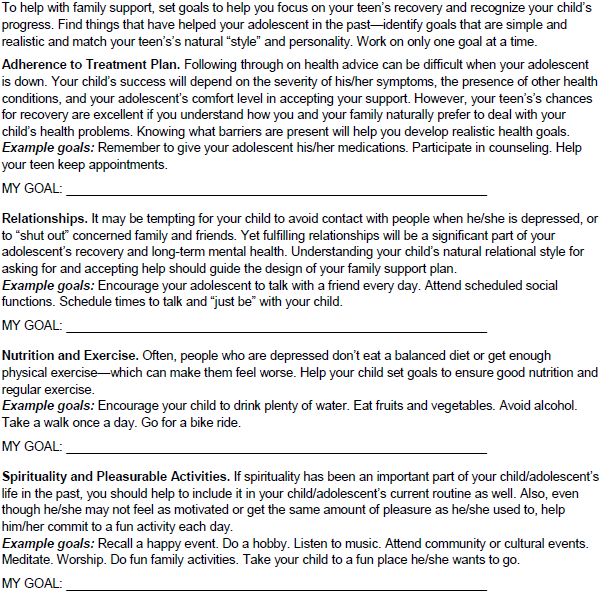 To help with family support, set goals to help you focus on your teen's recovery and recognize your child's
progress. Find things that have helped your adolescent in the past—identify goals that are simple and
realistic and match your teen's's natural "style" and personality. Work on only one goal at a time.
Adherence to Treatment Plan. Following through on health advice can be difficult when your adolescent
is down. Your child's success will depend on the severity of his/her symptoms, the presence of other health
conditions, and your adolescent's comfort level in accepting your support. However, your teen's's chances
for recovery are excellent if you understand how you and your family naturally prefer to deal with your
child's health problems. Knowing what barriers are present will help you develop realistic health goals.
Example goals: Remember to give your adolescent his/her medications. Participate in counseling. Help
your teen keep appointments.
MY GOAL:
Relationships. It may be tempting for your child to avoid contact with people when he/she is depressed, or
to "shut out" concerned family and friends. Yet fulfilling relationships will be a significant part of your
adolescent's recovery and long-term mental health. Understanding your child's natural relational style for
asking for and accepting help should guide the design of your family support plan.
Example goals: Encourage your adolescent to talk with a friend every day. Attend scheduled social
functions. Schedule times to talk and "just be" with your child.
MY GOAL:
Nutrition and Exercise. Often, people who are depressed don't eat a balanced diet or get enough
physical exercise—which can make them feel worse. Help your child set goals to ensure good nutrition and
regular exercise.
Example goals: Encourage your child to drink plenty of water. Eat fruits and vegetables. Avoid alcohol.
Take a walk once a day. Go for a bike ride.
MY GOAL:
Spirituality and Pleasurable Activities. If spirituality has been an important part of your child/adolescent's
life in the past, you should help to include it in your child/adolescent's current routine as well. Also, even
though he/she may not feel as motivated or get the same amount of pleasure as he/she used to, help
him/her commit to a fun activity each day.
Example goals: Recall a happy event. Do a hobby. Listen to music. Attend community or cultural events.
Meditate. Worship. Do fun family activities. Take your child to a fun place he/she wants to go.
MY GOAL: